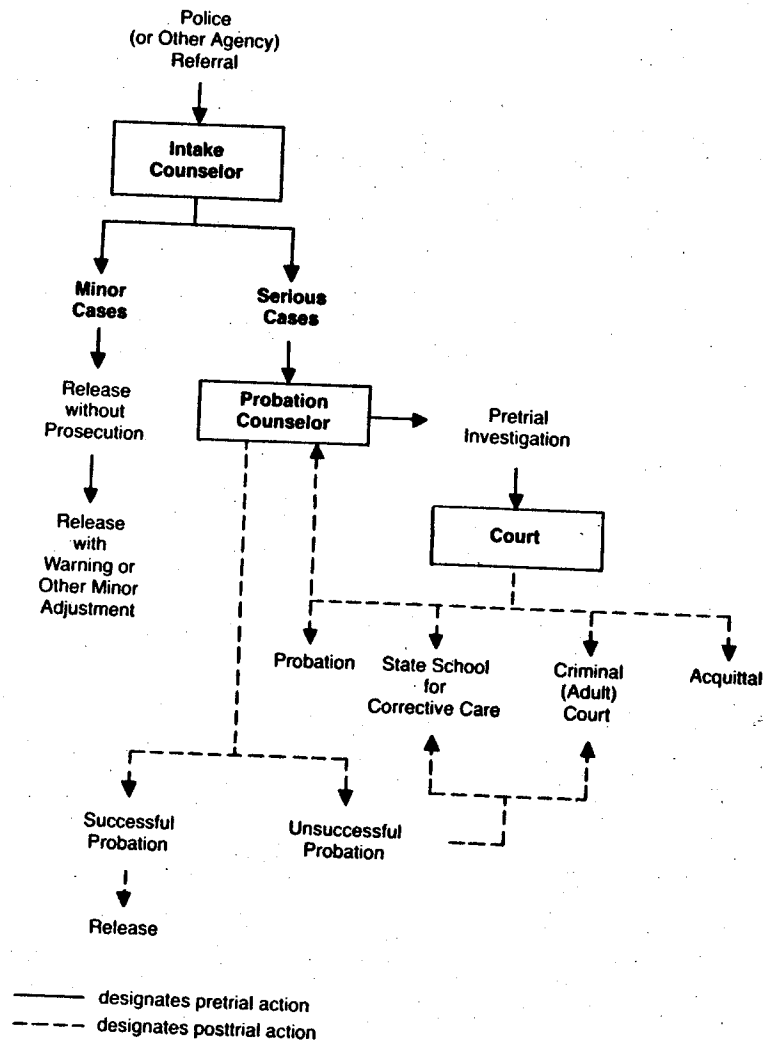 Police
(or Other Agency)
Referral
Intake
Counselor
Minor
Cases
Serious
Cases
Release
without
Prosecution
Probation
Counselor
Pretrial
Investigation
Release
with
Warning or
Other Minor
Adjustment
Court
Probation
State School
for
Corrective Care
Criminal
(Adult)
Court
Acquittal
Successful
Probation
Unsuccessful
Probation
Release
designates pretrial action
designates posttrial action